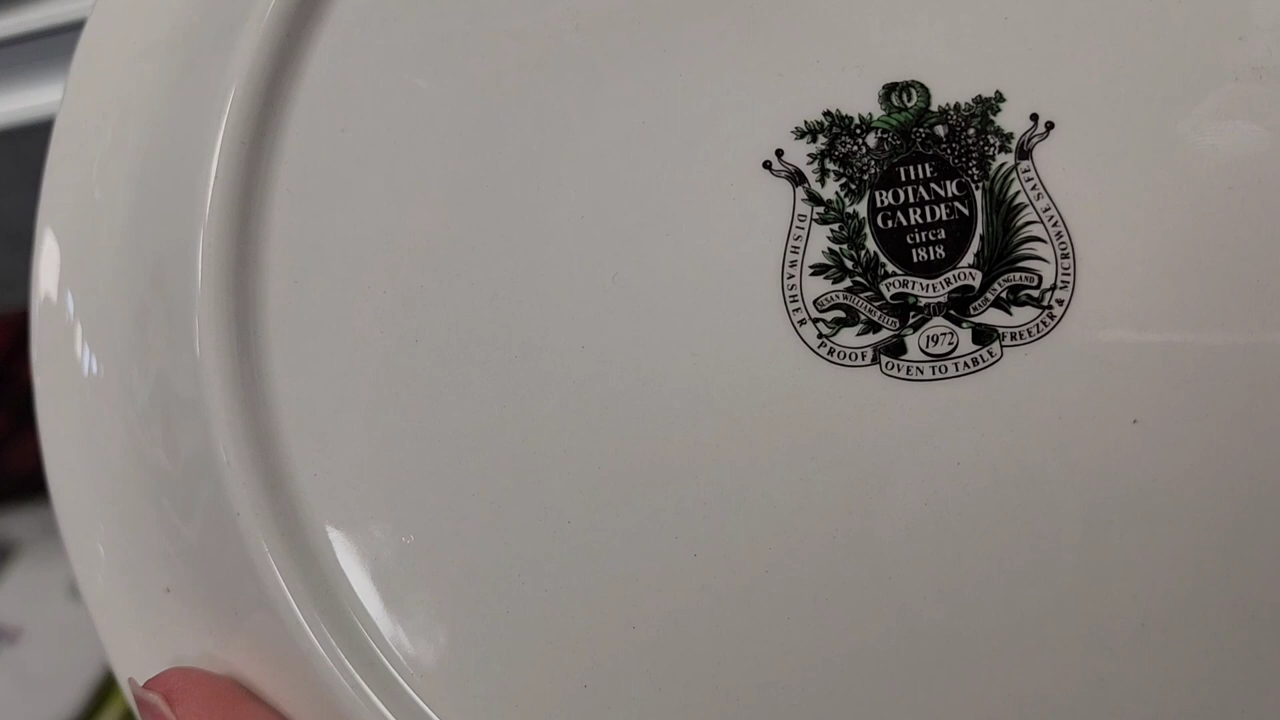 THE
BOTANIC
GARDEN
circa
1818
PORTMEIRION
SUSAN WILLIAMS-ELLIS
MADE IN ENGLAND
1972
DISHWASHER PROOF
OVEN TO TABLE
FREEZER & MICROWAVE SAFE